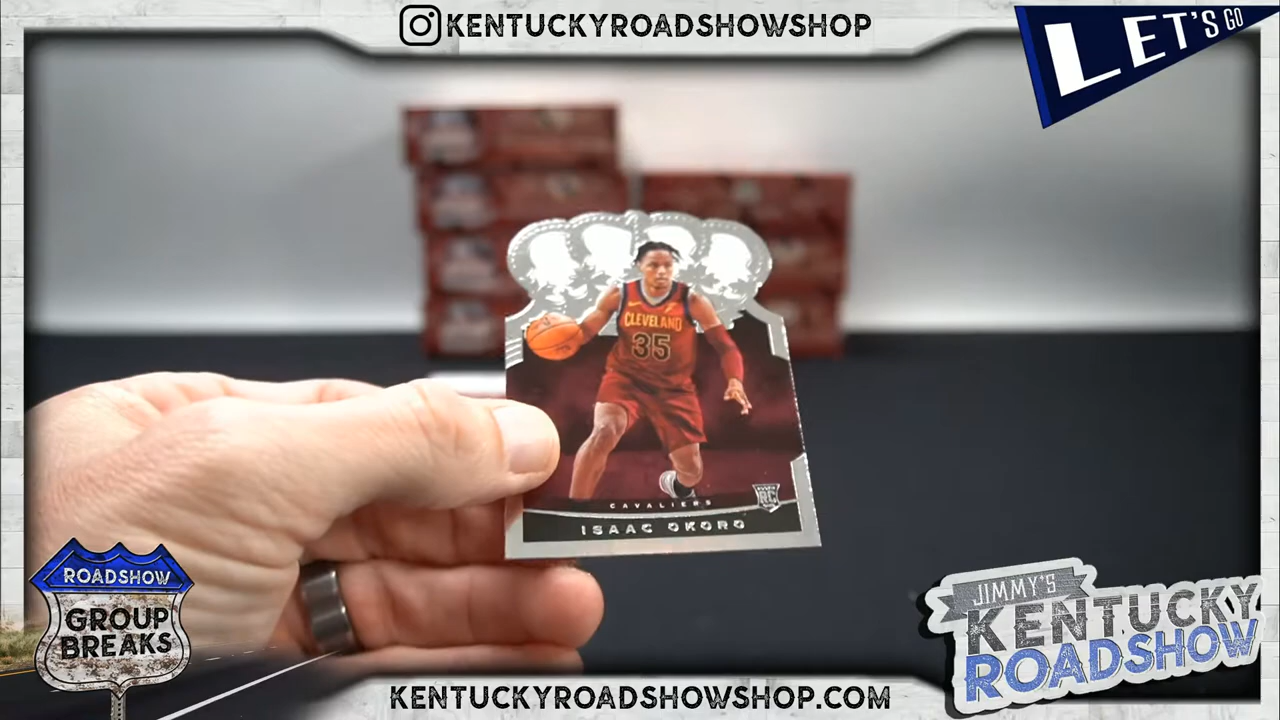 KENTUCKYROADSHOWSHOP
LET'S GO
CLEVELAND
35
CAVALIERS
RC
ISAAC OKORO
ROADSHOW
GROUP
BREAKS
JIMMY'S
KENTUCKY
ROADSHOW
KENTUCKYROADSHOWSHOP.COM